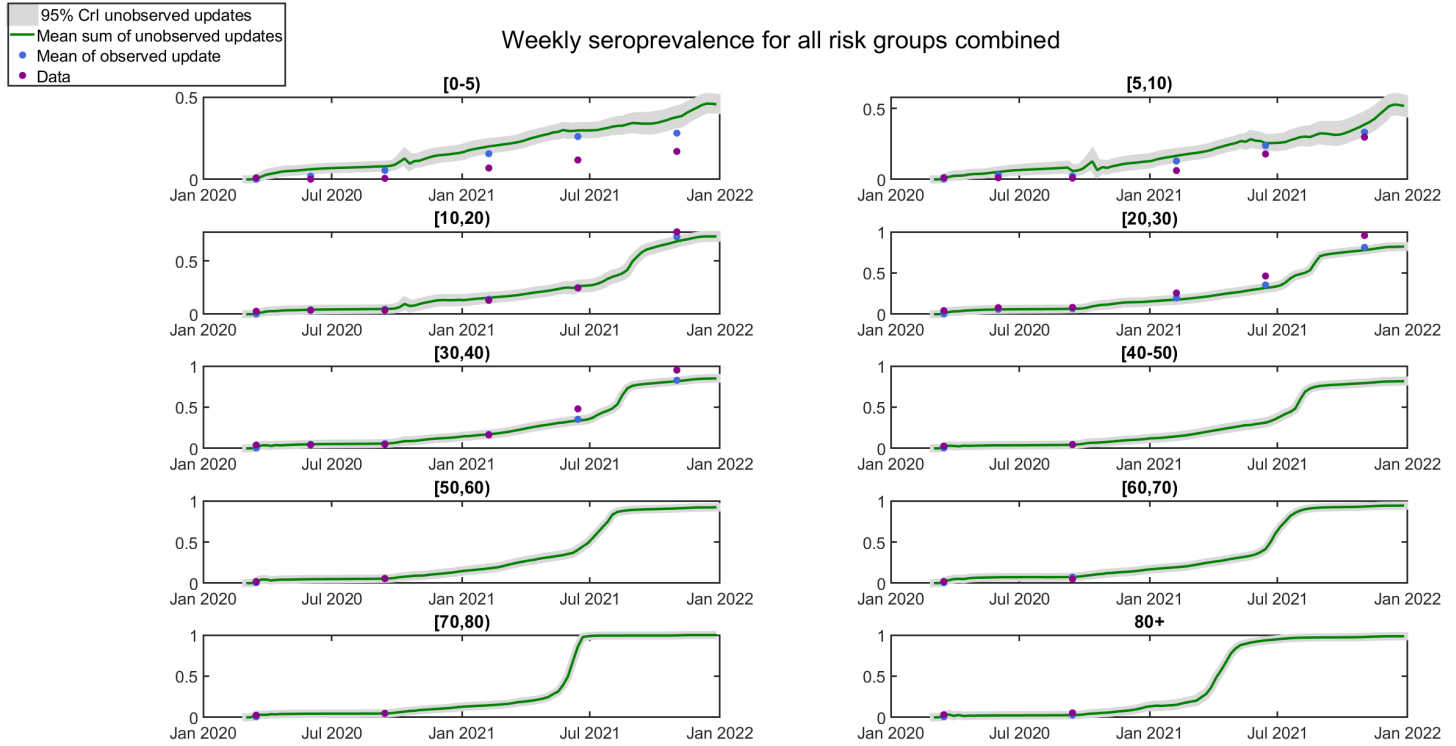 95% CrI unobserved updates
Mean sum of unobserved updates
Mean of observed update
Data
Weekly seroprevalence for all risk groups combined
[0-5)
0.5
0
Jan 2020 Jul 2020 Jan 2021 Jul 2021 Jan 2022
[5,10)
0.5
0
Jan 2020 Jul 2020 Jan 2021 Jul 2021 Jan 2022
[10,20)
0.5
0
Jan 2020 Jul 2020 Jan 2021 Jul 2021 Jan 2022
[20,30)
1
0.5
0
Jan 2020 Jul 2020 Jan 2021 Jul 2021 Jan 2022
[30,40)
1
0.5
0
Jan 2020 Jul 2020 Jan 2021 Jul 2021 Jan 2022
[40-50)
1
0.5
0
Jan 2020 Jul 2020 Jan 2021 Jul 2021 Jan 2022
[50,60)
1
0.5
0
Jan 2020 Jul 2020 Jan 2021 Jul 2021 Jan 2022
[60,70)
1
0.5
0
Jan 2020 Jul 2020 Jan 2021 Jul 2021 Jan 2022
[70,80)
1
0.5
0
Jan 2020 Jul 2020 Jan 2021 Jul 2021 Jan 2022
80+
1
0.5
0
Jan 2020 Jul 2020 Jan 2021 Jul 2021 Jan 2022